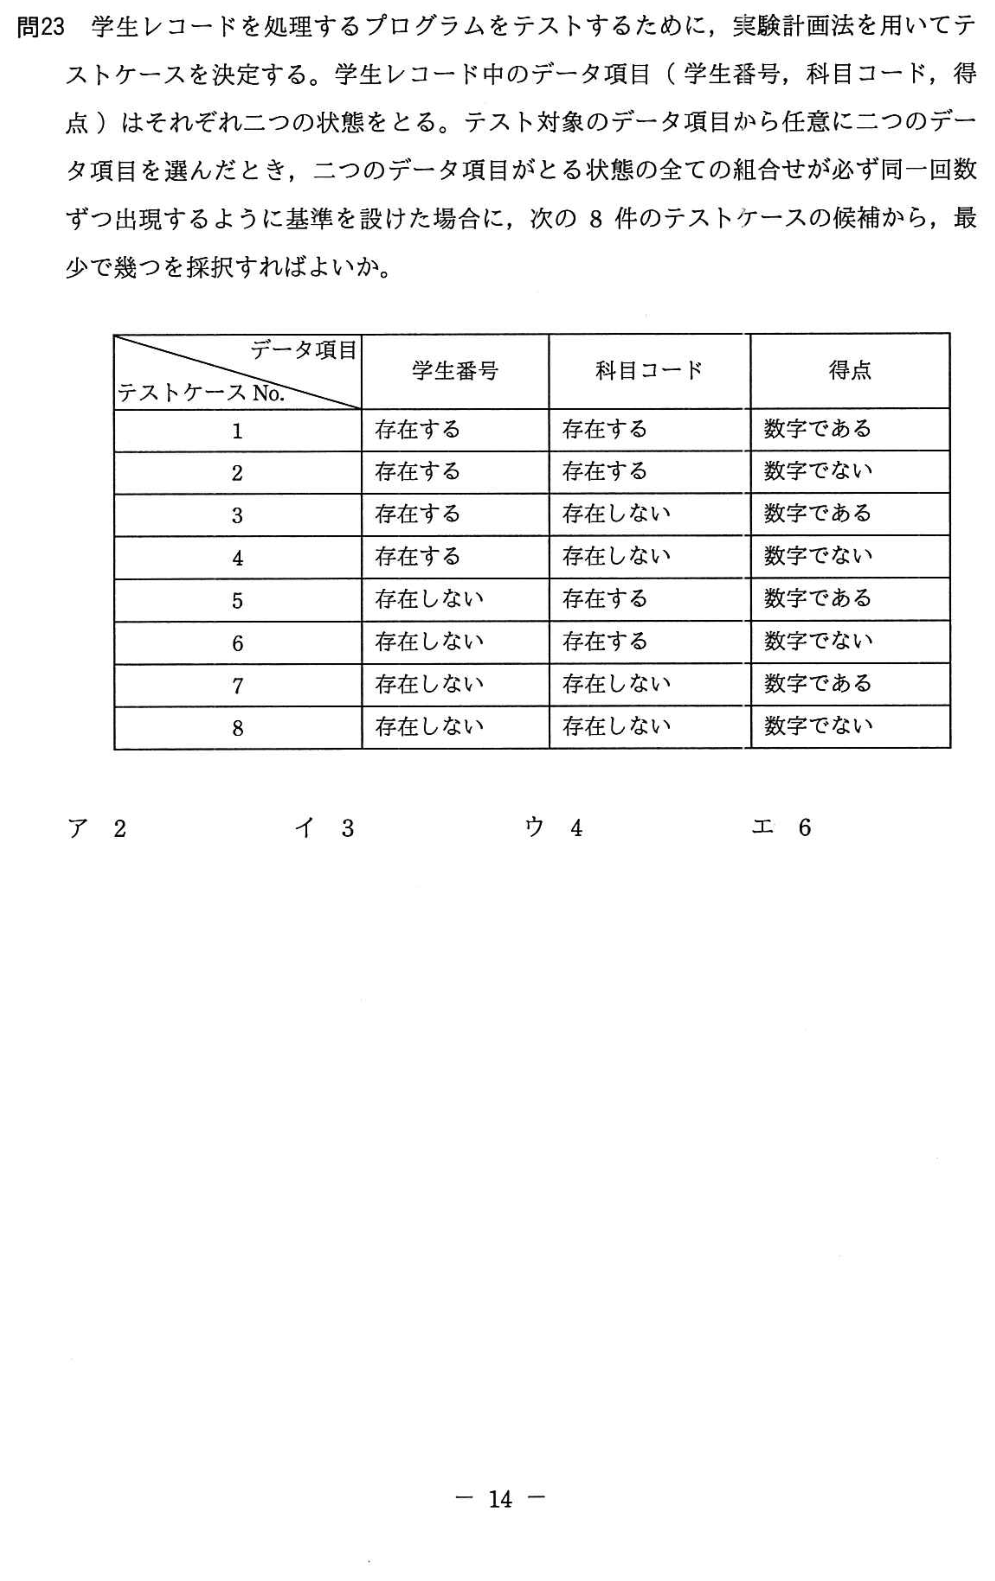 問23 学生レコードを処理するプログラムをテストするために，実験計画法を用いてテ
ストケースを決定する。学生レコード中のデータ項目（学生番号，科目コード，得
点）はそれぞれ二つの状態をとる。テスト対象のデータ項目から任意に二つのデー
タ項目を選んだとき，二つのデータ項目がとる状態の全ての組合せが必ず同一回数
ずつ出現するように基準を設けた場合に，次の 8 件のテストケースの候補から，最
少で幾つを採択すればよいか。
データ項目
テストケース No. 学生番号 科目コード 得点
1 存在する 存在する 数字である
2 存在する 存在する 数字でない
3 存在する 存在しない 数字である
4 存在する 存在しない 数字でない
5 存在しない 存在する 数字である
6 存在しない 存在する 数字でない
7 存在しない 存在しない 数字である
8 存在しない 存在しない 数字でない
ア 2 イ 3 ウ 4 エ 6
－ 14 －